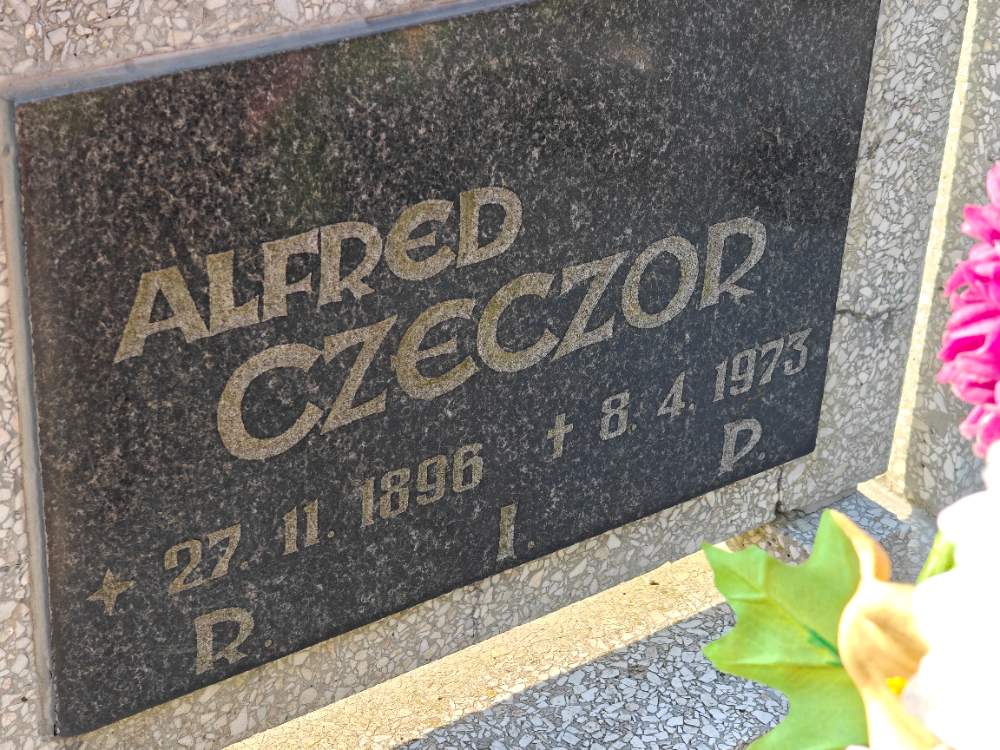 ALFRED
CZECZOR
27. 11. 1896 † 8. 4. 1973
R. I. P.